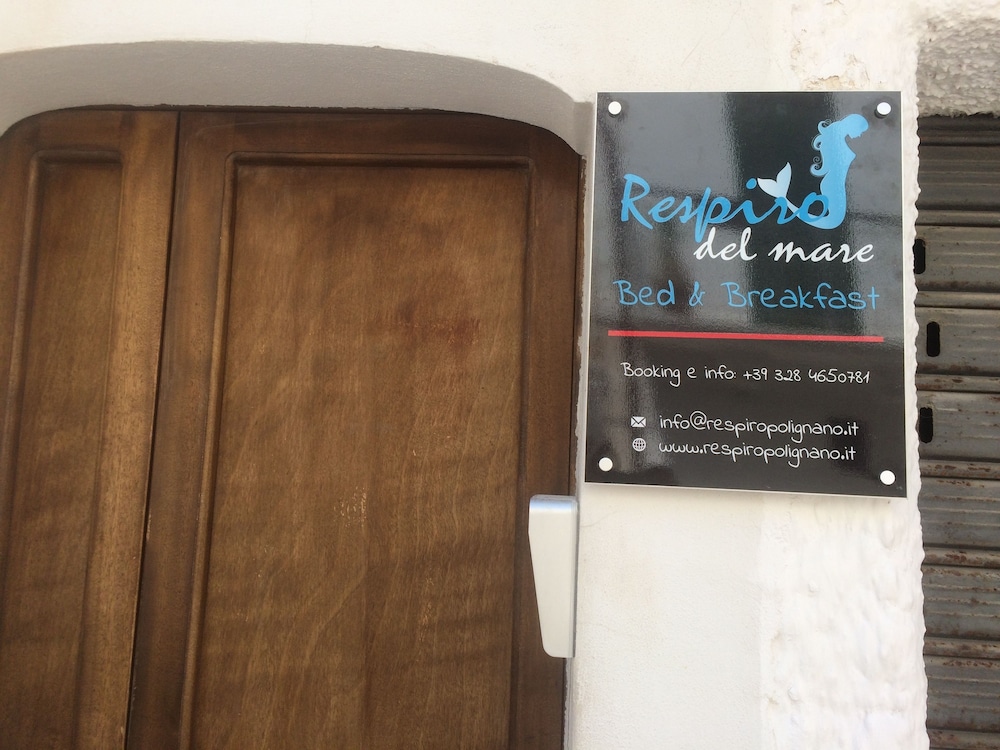 Respiro
del mare
Bed & Breakfast
Booking e info: +39 328 4650781
info@respiropolignano.it
www.respiropolignano.it